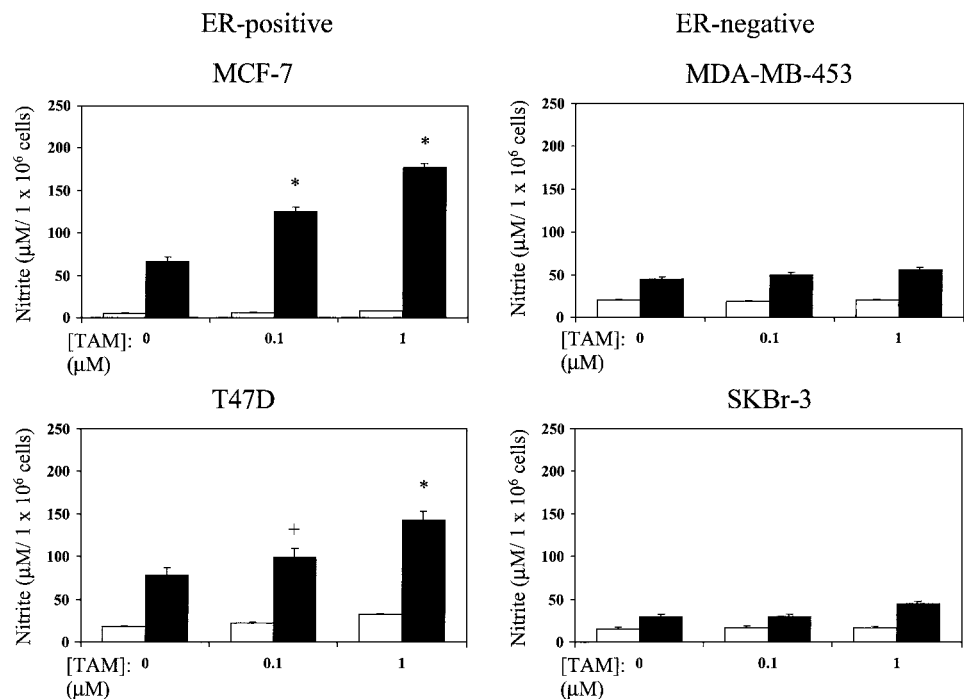 ER-positive
ER-negative
MCF-7
MDA-MB-453
Nitrite (µM/ 1 x 10⁶ cells)
250
200
150
100
50
0
*
*
[TAM]: 0 0.1 1
(µM)
Nitrite (µM/ 1 x 10⁶ cells)
250
200
150
100
50
0
[TAM]: 0 0.1 1
(µM)
T47D
SKBr-3
Nitrite (µM/ 1 x 10⁶ cells)
250
200
150
100
50
0
+
*
[TAM]: 0 0.1 1
(µM)
Nitrite (µM/ 1 x 10⁶ cells)
250
200
150
100
50
0
[TAM]: 0 0.1 1
(µM)